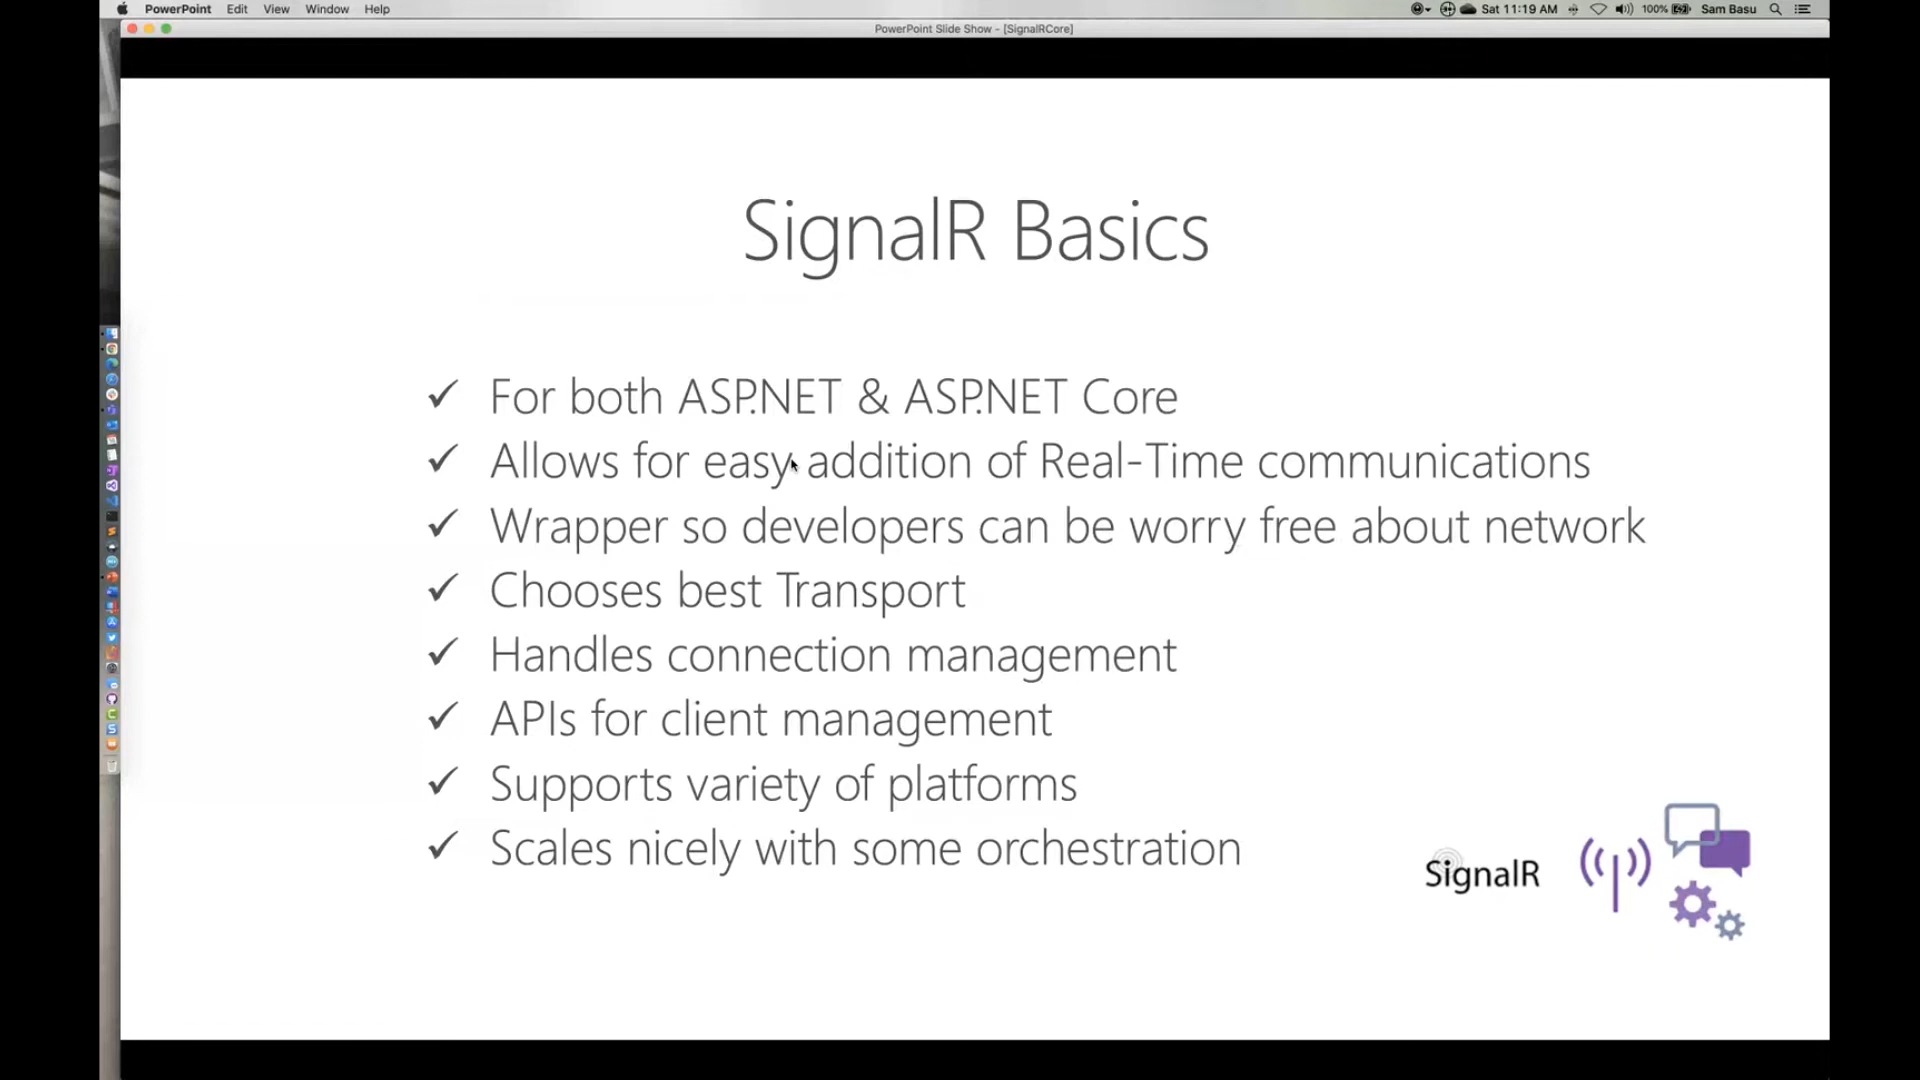 PowerPoint Edit View Window Help
Sat 11:19 AM 100% Sam Basu
PowerPoint Slide Show - [SignalRCore]
SignalR Basics
✓ For both ASP.NET & ASP.NET Core
✓ Allows for easy addition of Real-Time communications
✓ Wrapper so developers can be worry free about network
✓ Chooses best Transport
✓ Handles connection management
✓ APIs for client management
✓ Supports variety of platforms
✓ Scales nicely with some orchestration
SignalR